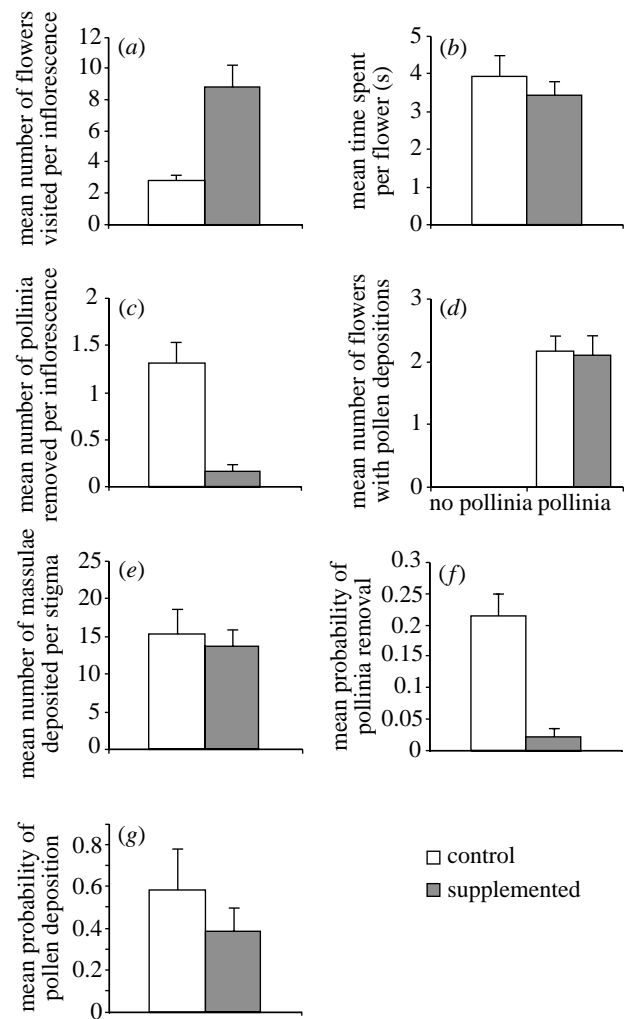 mean number of flowers
visited per inflorescence
12
10
8
6
4
2
0
(a)
mean time spent
per flower (s)
5
4
3
2
1
0
(b)
mean number of pollinia
removed per inflorescence
2
1.5
1
0.5
0
(c)
mean number of flowers
with pollen depositions
3
2
1
0
(d)
no pollinia pollinia
mean number of massulae
deposited per stigma
25
20
15
10
5
0
(e)
mean probability of
pollinia removal
0.3
0.25
0.2
0.15
0.1
0.05
0
(f)
mean probability of
pollen deposition
0.8
0.6
0.4
0.2
0
(g)
control
supplemented